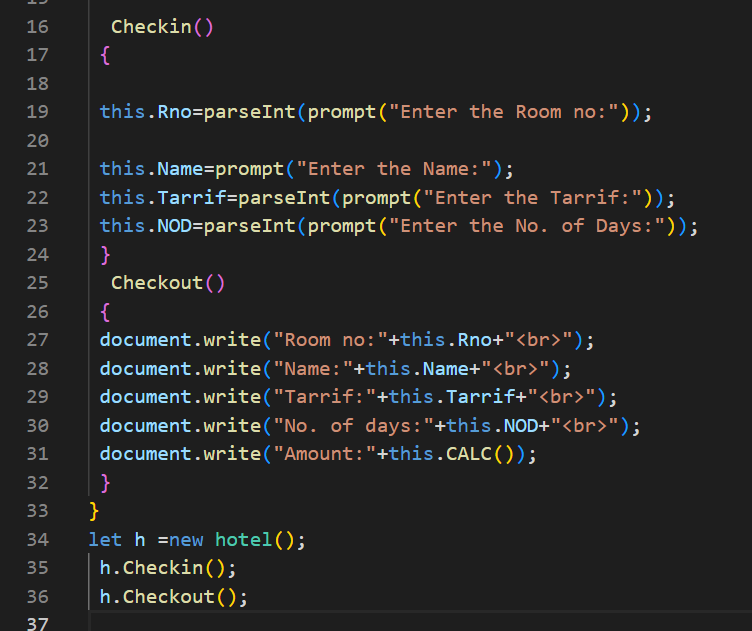 16 Checkin()
17 {
18
19 this.Rno=parseInt(prompt("Enter the Room no:"));
20
21 this.Name=prompt("Enter the Name:");
22 this.Tarrif=parseInt(prompt("Enter the Tarrif:"));
23 this.NOD=parseInt(prompt("Enter the No. of Days:"));
24 }
25 Checkout()
26 {
27 document.write("Room no:"+this.Rno+"<br>");
28 document.write("Name:"+this.Name+"<br>");
29 document.write("Tarrif:"+this.Tarrif+"<br>");
30 document.write("No. of days:"+this.NOD+"<br>");
31 document.write("Amount:"+this.CALC());
32 }
33 }
34 let h =new hotel();
35 h.Checkin();
36 h.Checkout();
37